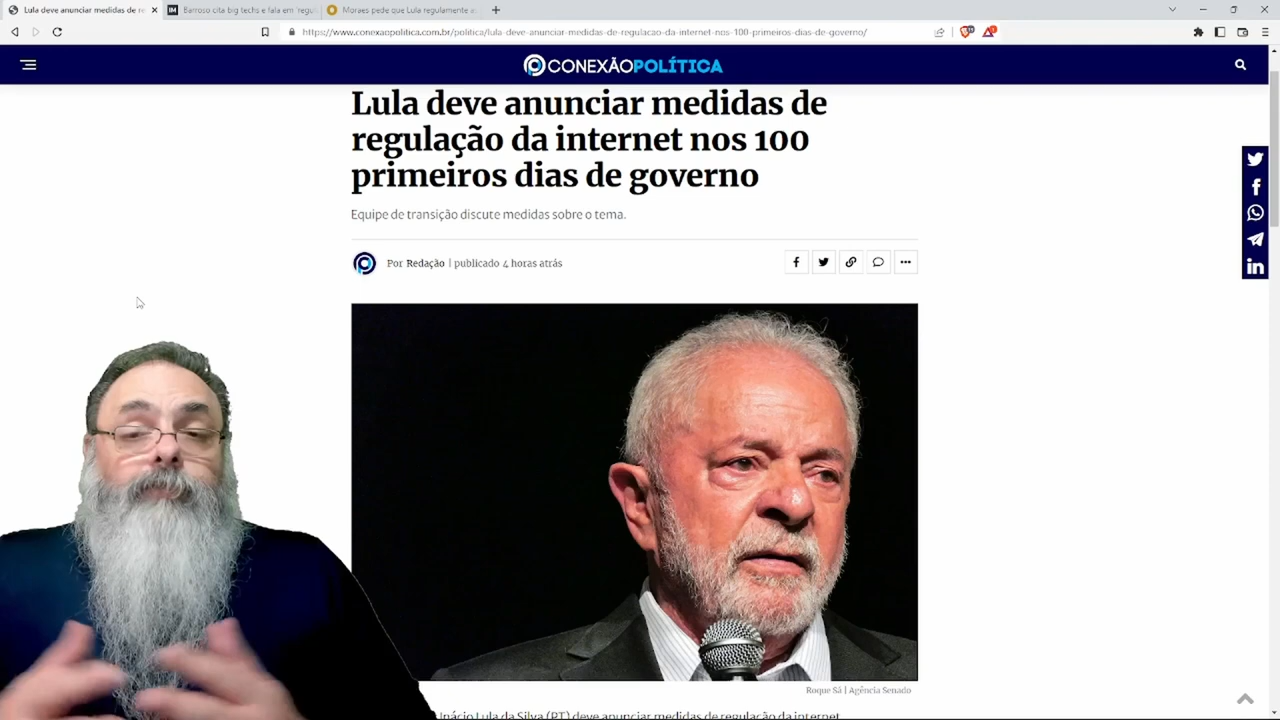 Lula deve anunciar medidas de re
Barroso cita big techs e fala em 'regul
Moraes pede que Lula regulamente a
https://www.conexaopolitica.com.br/politica/lula-deve-anunciar-medidas-de-regulacao-da-internet-nos-100-primeiros-dias-de-governo/
CONEXÃOPOLÍTICA
Lula deve anunciar medidas de
regulação da internet nos 100
primeiros dias de governo
Equipe de transição discute medidas sobre o tema.
Por Redação | publicado 4 horas atrás
Roque Sá | Agência Senado
Inácio Lula da Silva (PT) deve anunciar medidas de regulação da internet